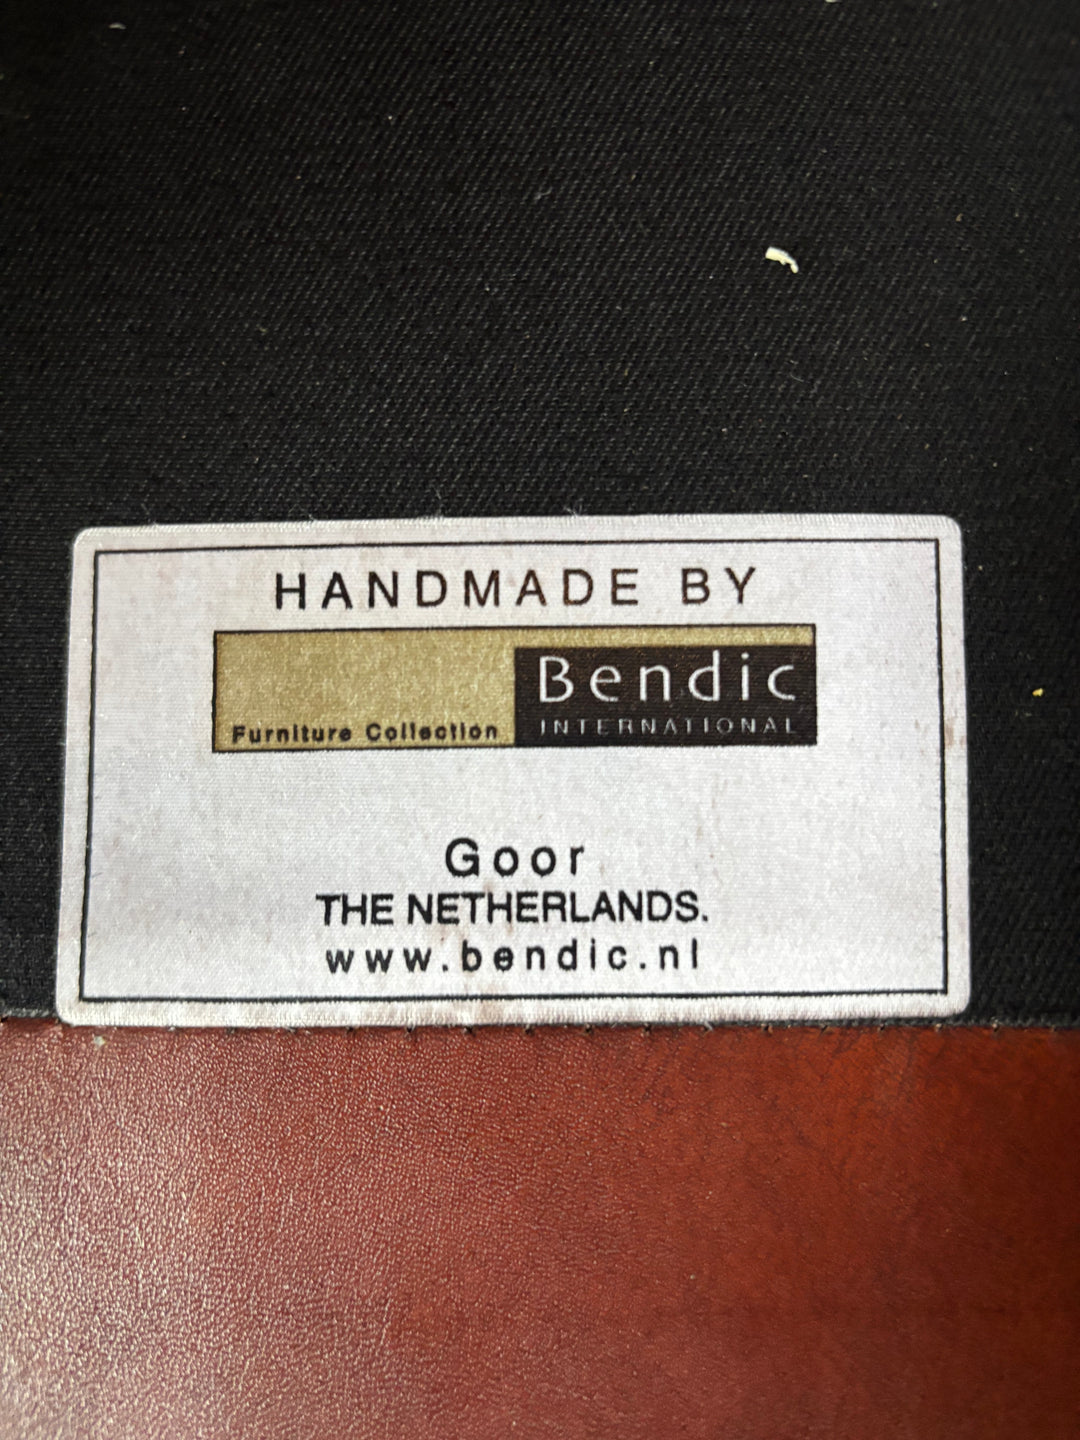 HANDMADE BY
Bendic
Furniture Collection INTERNATIONAL
Goor
THE NETHERLANDS.
www.bendic.nl